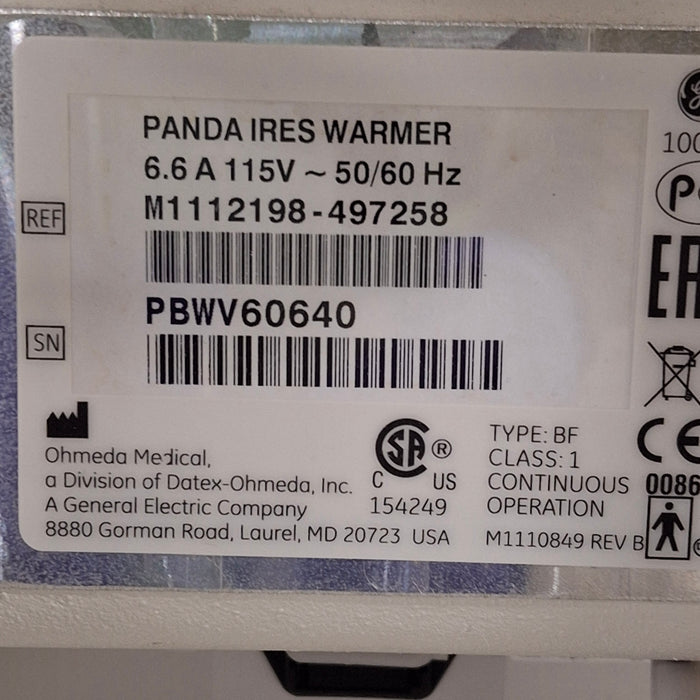 PANDA IRES WARMER
6.6 A 115V ~ 50/60 Hz
REF M1112198-497258
SN PBWV60640
Ohmeda Medical,
a Division of Datex-Ohmeda, Inc.
A General Electric Company
8880 Gorman Road, Laurel, MD 20723 USA
SA ®
C US
154249
TYPE: BF
CLASS: 1
CONTINUOUS
OPERATION
M1110849 REV B
CE
0086